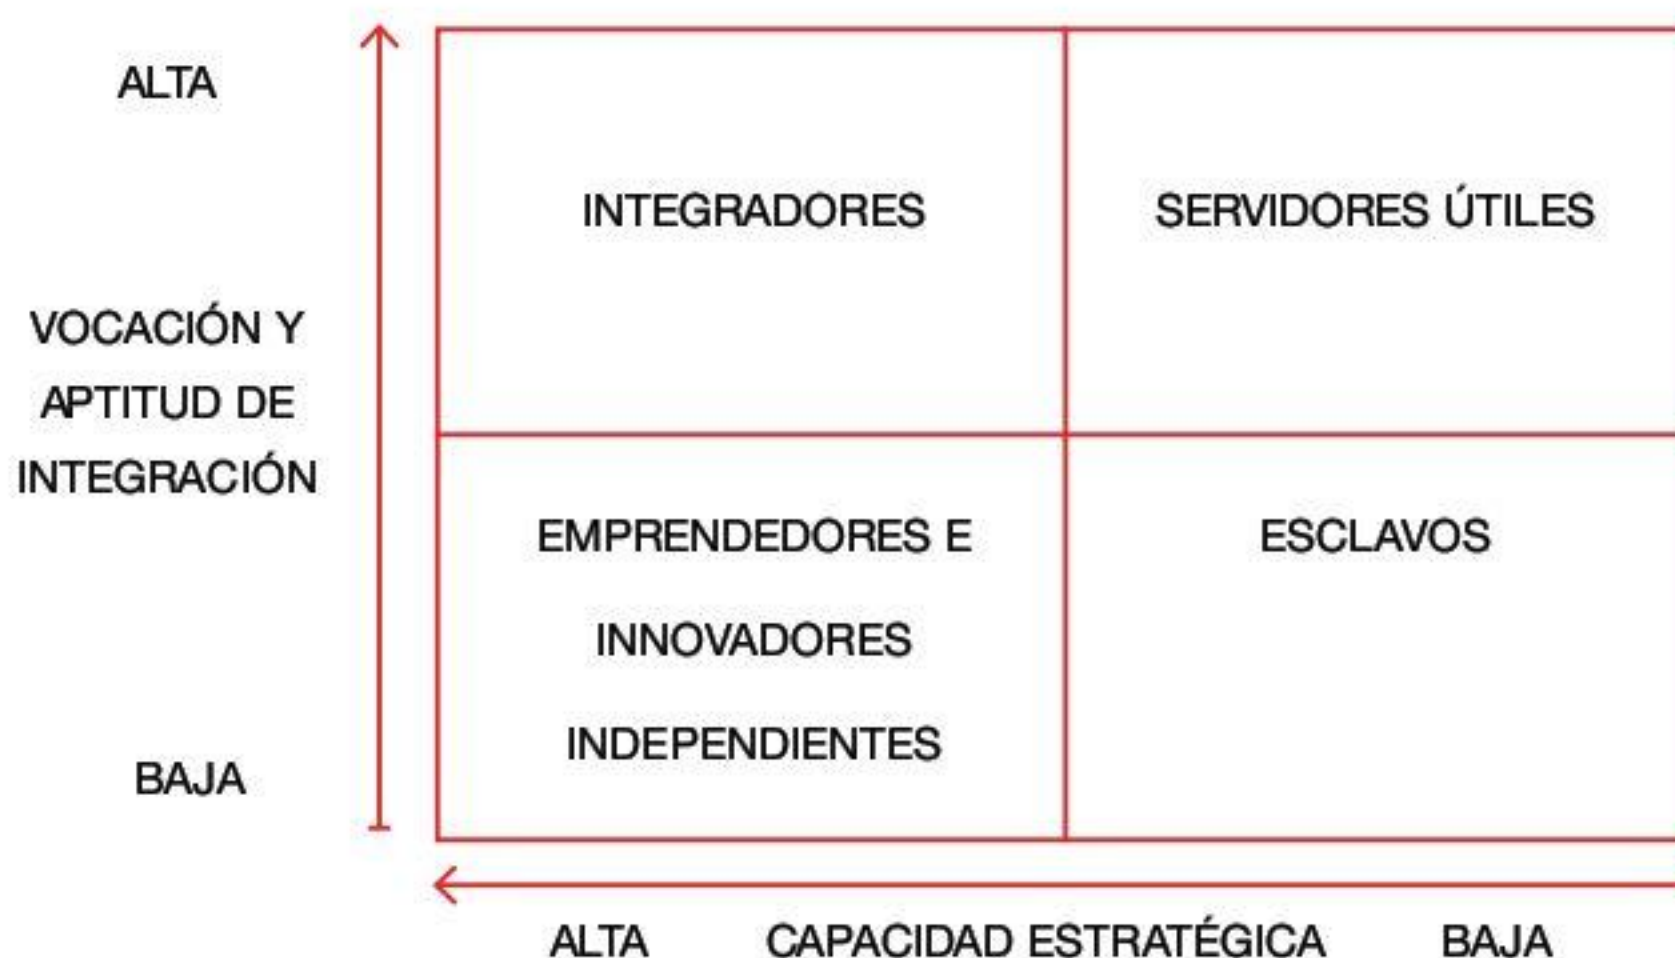 ALTA
INTEGRADORES
SERVIDORES ÚTILES
VOCACIÓN Y
APTITUD DE
INTEGRACIÓN
EMPRENDEDORES E
INNOVADORES
INDEPENDIENTES
ESCLAVOS
BAJA
ALTA
CAPACIDAD ESTRATÉGICA
BAJA